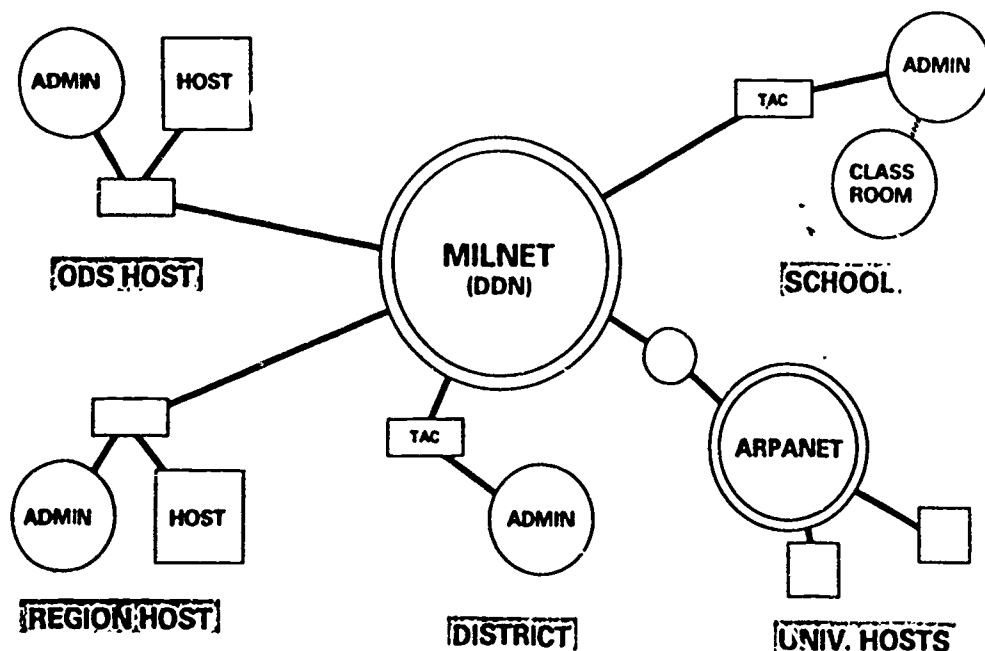 ADMIN
HOST
ODS HOST
TAC
ADMIN
CLASS
ROOM
SCHOOL.
MILNET
(DDN)
ADMIN
HOST
REGION HOST
TAC
ADMIN
DISTRICT
ARPANET
UNIV. HOSTS